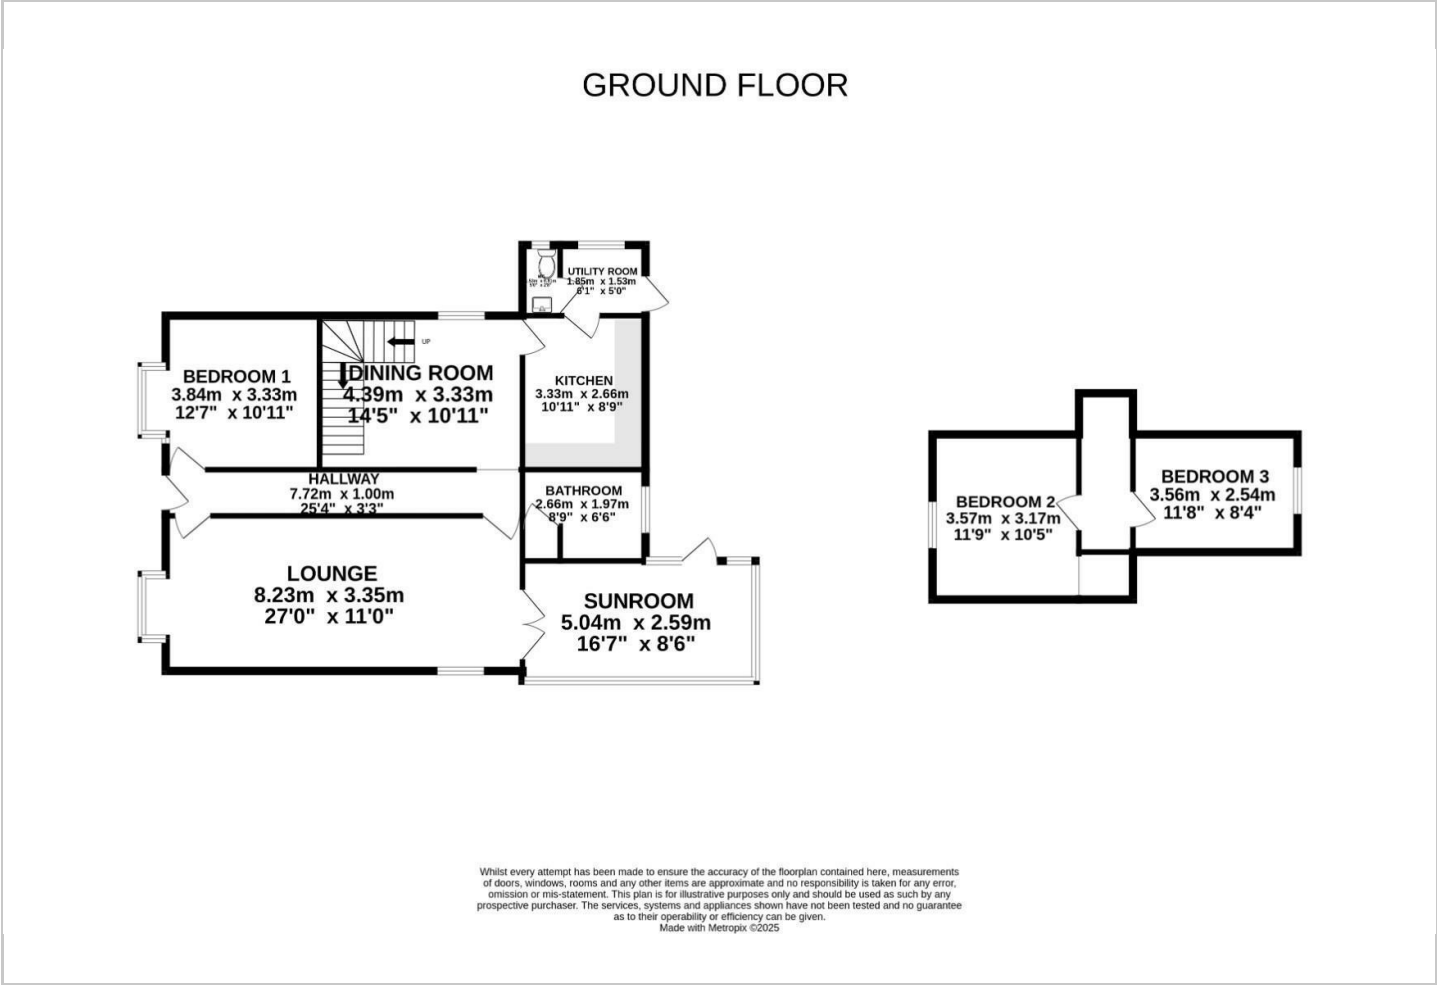 GROUND FLOOR
UTILITY ROOM
1.85m x 1.53m
6'1" x 5'0"
BEDROOM 1
3.84m x 3.33m
12'7" x 10'11"
UP
DINING ROOM
4.39m x 3.33m
14'5" x 10'11"
KITCHEN
3.33m x 2.66m
10'11" x 8'9"
HALLWAY
7.72m x 1.00m
25'4" x 3'3"
BATHROOM
2.66m x 1.97m
8'9" x 6'6"
LOUNGE
8.23m x 3.35m
27'0" x 11'0"
SUNROOM
5.04m x 2.59m
16'7" x 8'6"
BEDROOM 2
3.57m x 3.17m
11'9" x 10'5"
BEDROOM 3
3.56m x 2.54m
11'8" x 8'4"
Whilst every attempt has been made to ensure the accuracy of the floorplan contained here, measurements
of doors, windows, rooms and any other items are approximate and no responsibility is taken for any error,
omission or mis-statement. This plan is for illustrative purposes only and should be used as such by any
prospective purchaser. The services, systems and appliances shown have not been tested and no guarantee
as to their operability or efficiency can be given.
Made with Metropix ©2025